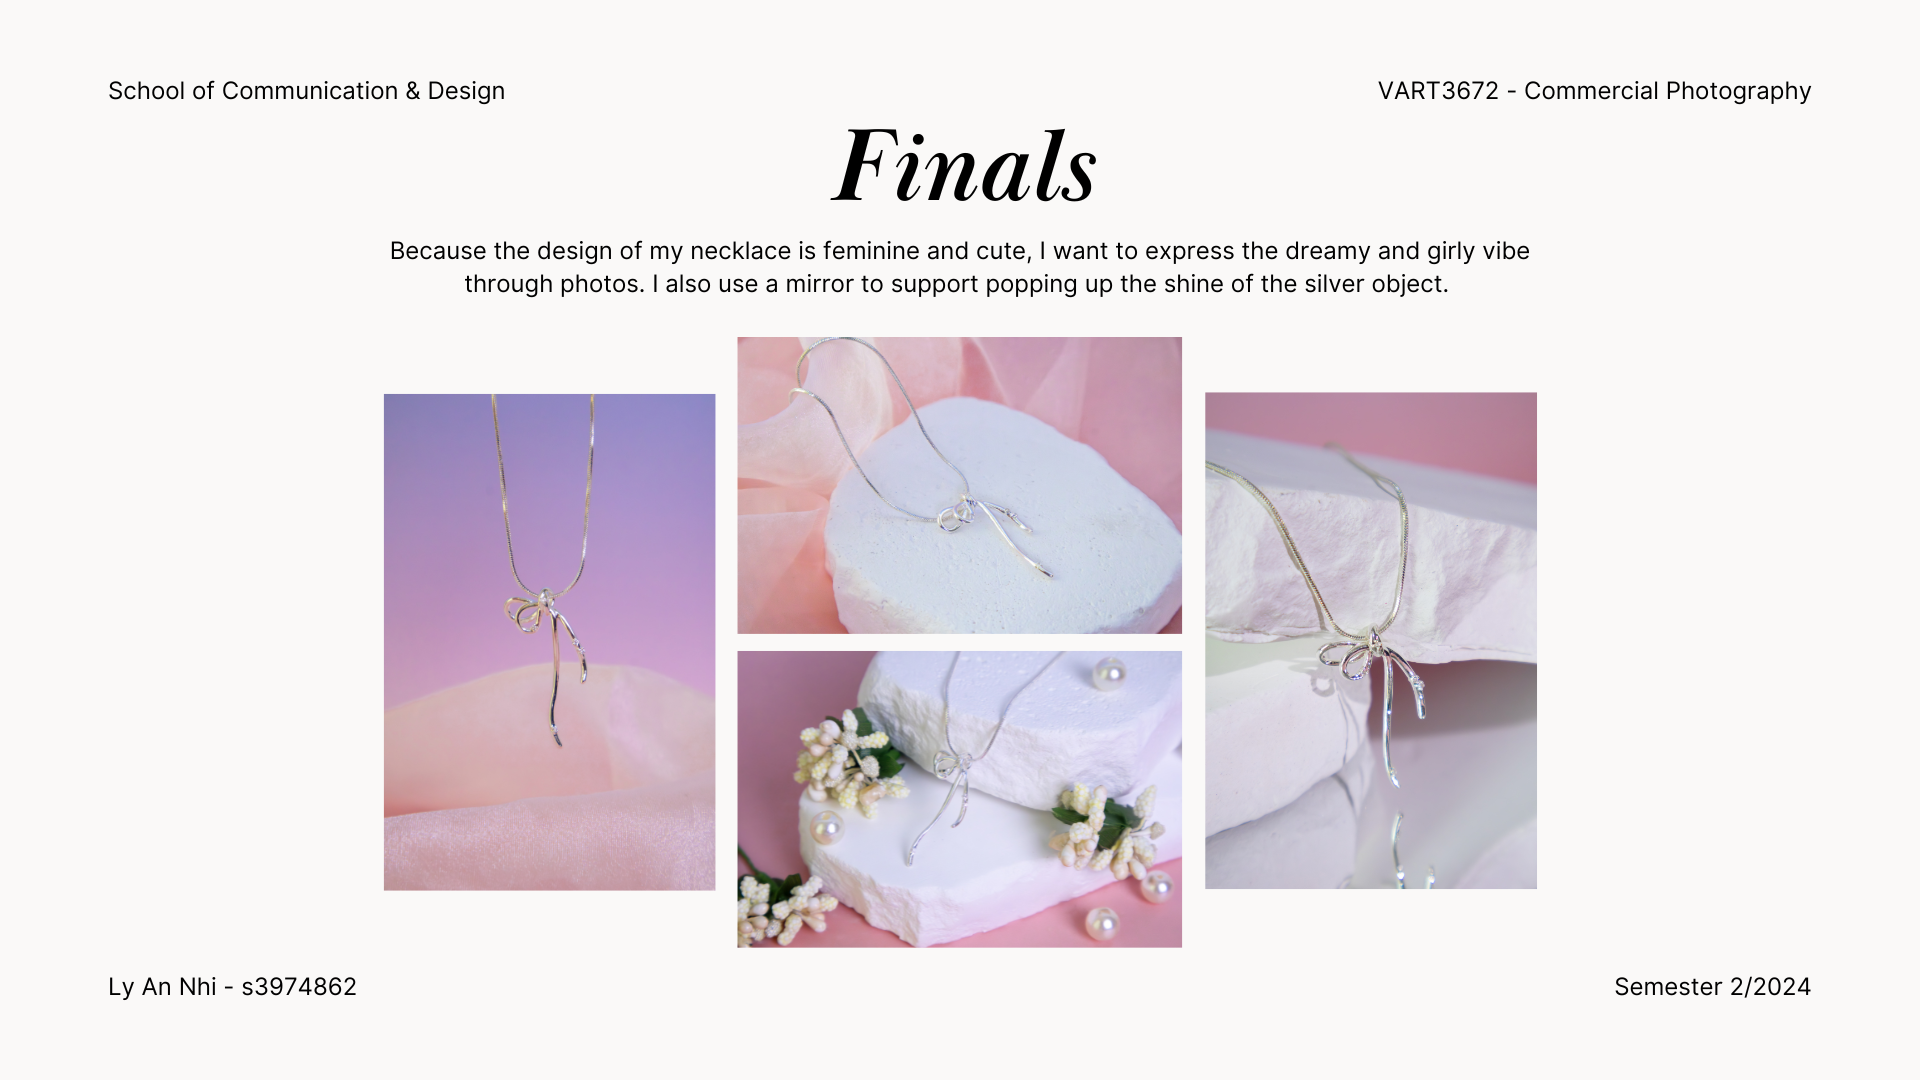 School of Communication & Design
VART3672 - Commercial Photography
Finals
Because the design of my necklace is feminine and cute, I want to express the dreamy and girly vibe
through photos. I also use a mirror to support popping up the shine of the silver object.
Ly An Nhi - s3974862
Semester 2/2024